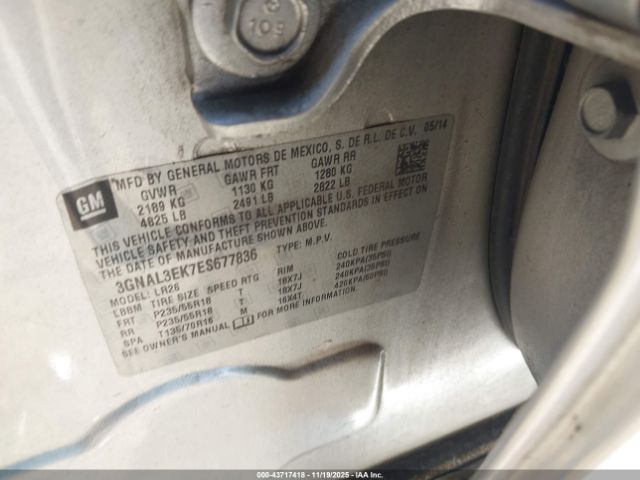 10.9
GM
MFD BY GENERAL MOTORS DE MEXICO, S. DE R.L. DE C.V. 05/14
GVWR GAWR FRT GAWR RR
2189 KG 1130 KG 1280 KG
4825 LB 2491 LB 2822 LB
THIS VEHICLE CONFORMS TO ALL APPLICABLE U.S. FEDERAL MOTOR
VEHICLE SAFETY AND THEFT PREVENTION STANDARDS IN EFFECT ON
THE DATE OF MANUFACTURE SHOWN ABOVE.
3GNAL3EK7ES677836 TYPE: M.P.V.
MODEL: LR26
LBBM TIRE SIZE SPEED RTG RIM COLD TIRE PRESSURE
FRT P235/55R18 T 18X7J 240KPA(35PSI)
RR P235/55R18 T 18X7J 240KPA(35PSI)
SPA T135/70R16 M 16X4T 420KPA(60PSI)
SEE OWNER'S MANUAL FOR MORE INFORMATION.
000-43717418 - 11/19/2025 - IAAI.COM